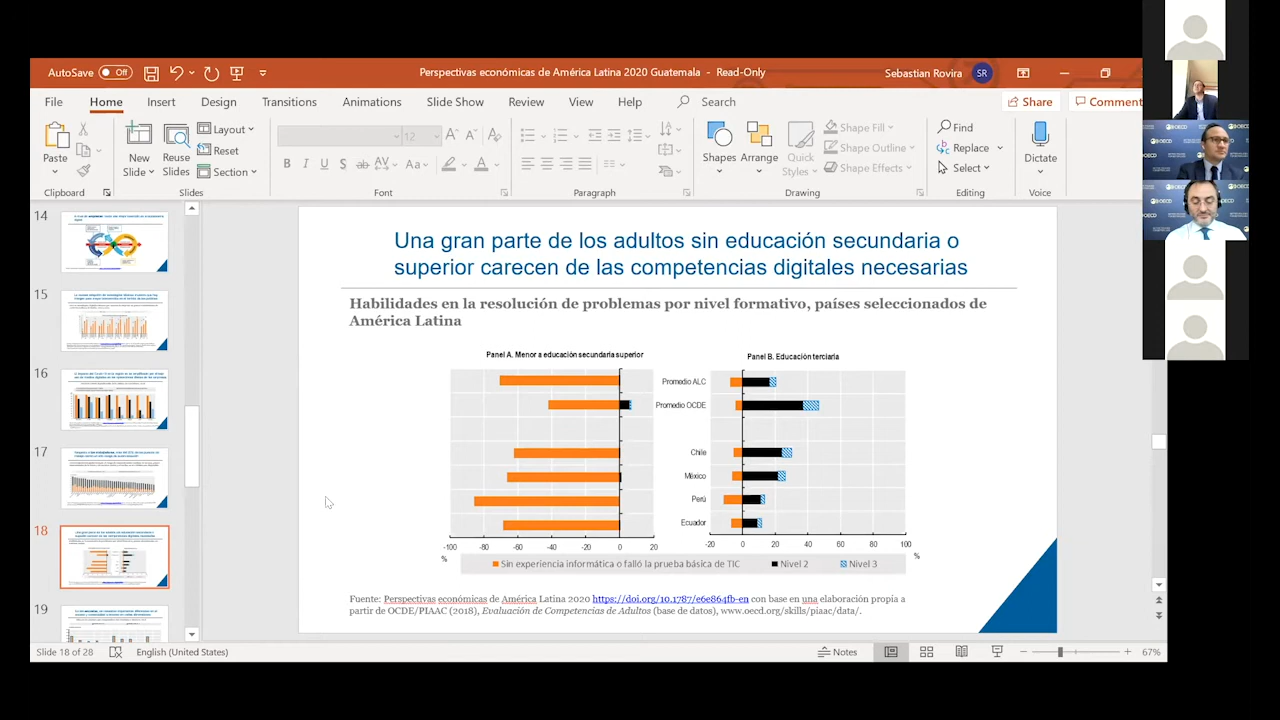 AutoSave Off
Perspectivas económicas de América Latina 2020 Guatemala - Read-Only
Sebastian Rovira SR
File Home Insert Design Transitions Animations Slide Show Review View Help Search
Share Comment
Paste
New Slide
Reuse Slides
Layout
Reset
Section
12
B I U S ab AV Aa
Shapes Arrange Quick Styles
Shape Fill
Shape Outline
Shape Effects
Find
Replace
Select
Dictate
Clipboard Slides Font Paragraph Drawing Editing Voice
14
15
16
17
18
19
Una gran parte de los adultos sin educación secundaria o
superior carecen de las competencias digitales necesarias
Habilidades en la resolución de problemas por nivel formativo, países seleccionados de
América Latina
Panel A. Menor a educación secundaria superior
Panel B. Educación terciaria
Promedio ALC
Promedio OCDE
Chile
México
Perú
Ecuador
-100 -80 -60 -40 -20 0 20
%
-20 0 20 40 60 80 100
%
Sin experiencia informática o falló la prueba básica de TIC Nivel 2 Nivel 3
Fuente: Perspectivas económicas de América Latina 2020 https://doi.org/10.1787/e6e864fb-en con base en una elaboración propia a
partir de OCDE/PIAAC (2018), Evaluación de Competencias de Adultos (base de datos), www.oecd.org/skills/piaac/data/.
Slide 18 of 28 English (United States) Notes 67%
OECD
OECD